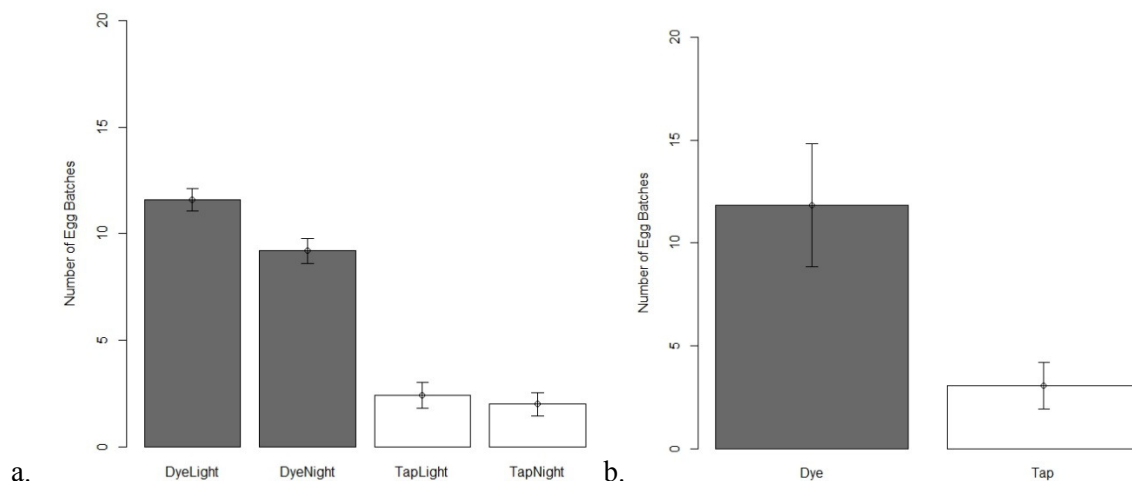 a.
Number of Egg Batches
20
15
10
5
0
DyeLight DyeNight TapLight TapNight
b.
Number of Egg Batches
20
15
10
5
0
Dye Tap